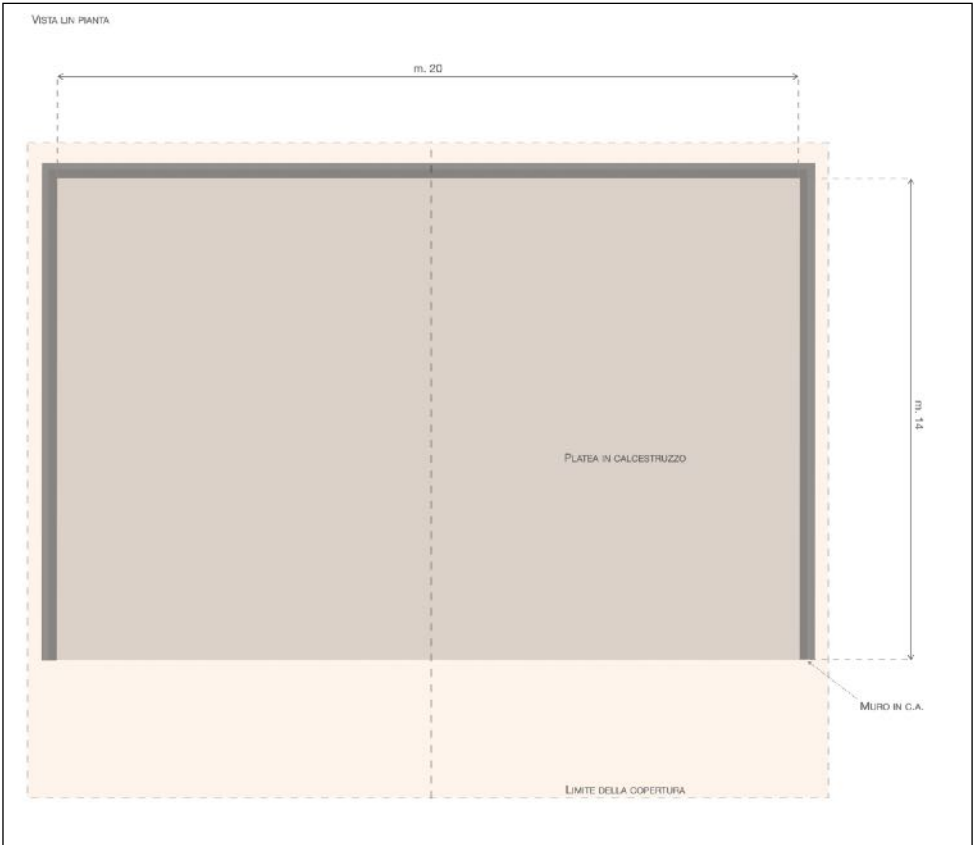 VISTA LIN PIANTA
m. 20
m. 14
PLATEA IN CALCESTRUZZO
MURO IN C.A.
LIMITE DELLA COPERTURA